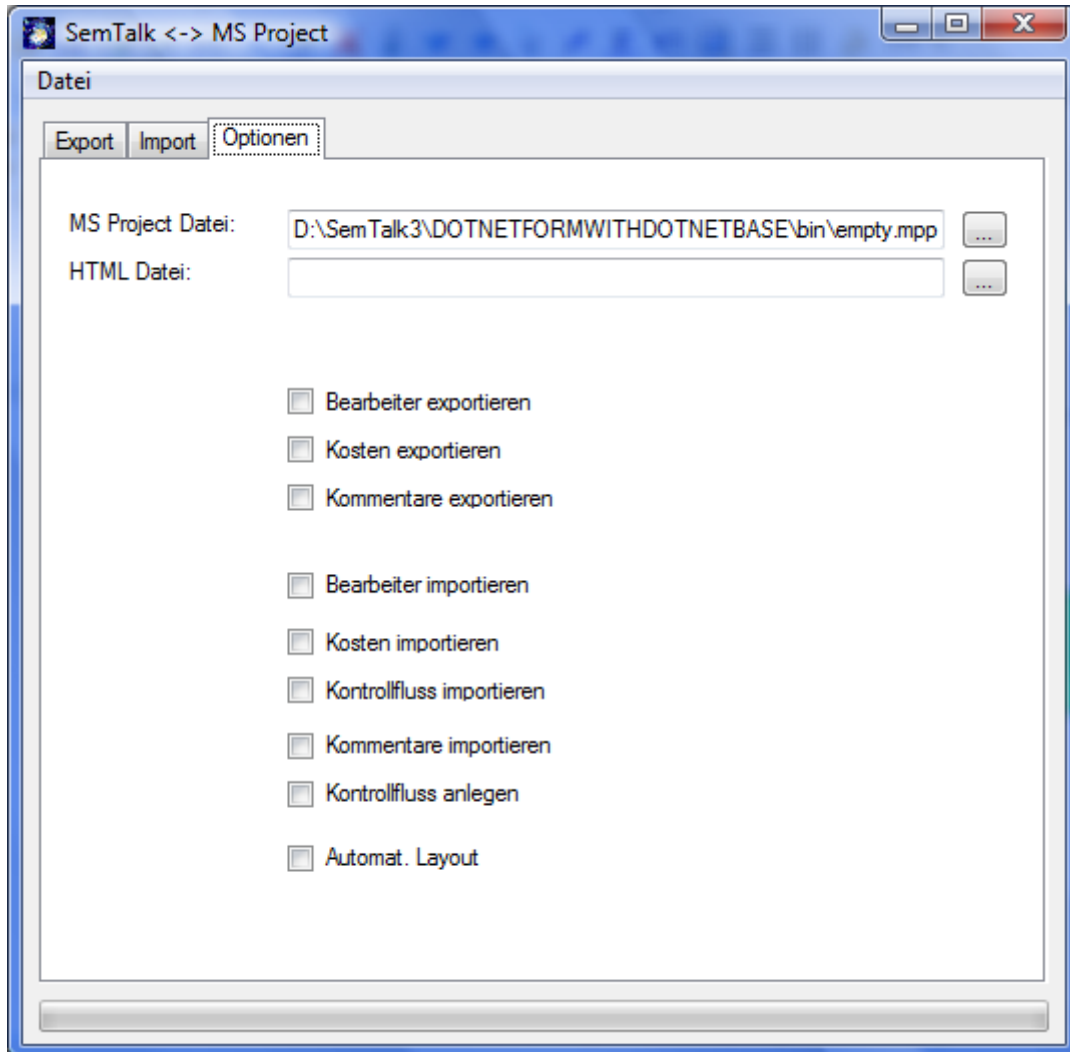 SemTalk <-> MS Project
Datei
Export Import Optionen
MS Project Datei: D:\SemTalk3\DOTNETFORMWITHDOTNETBASE\bin\empty.mpp ...
HTML Datei: ...
Bearbeiter exportieren
Kosten exportieren
Kommentare exportieren
Bearbeiter importieren
Kosten importieren
Kontrollfluss importieren
Kommentare importieren
Kontrollfluss anlegen
Automat. Layout